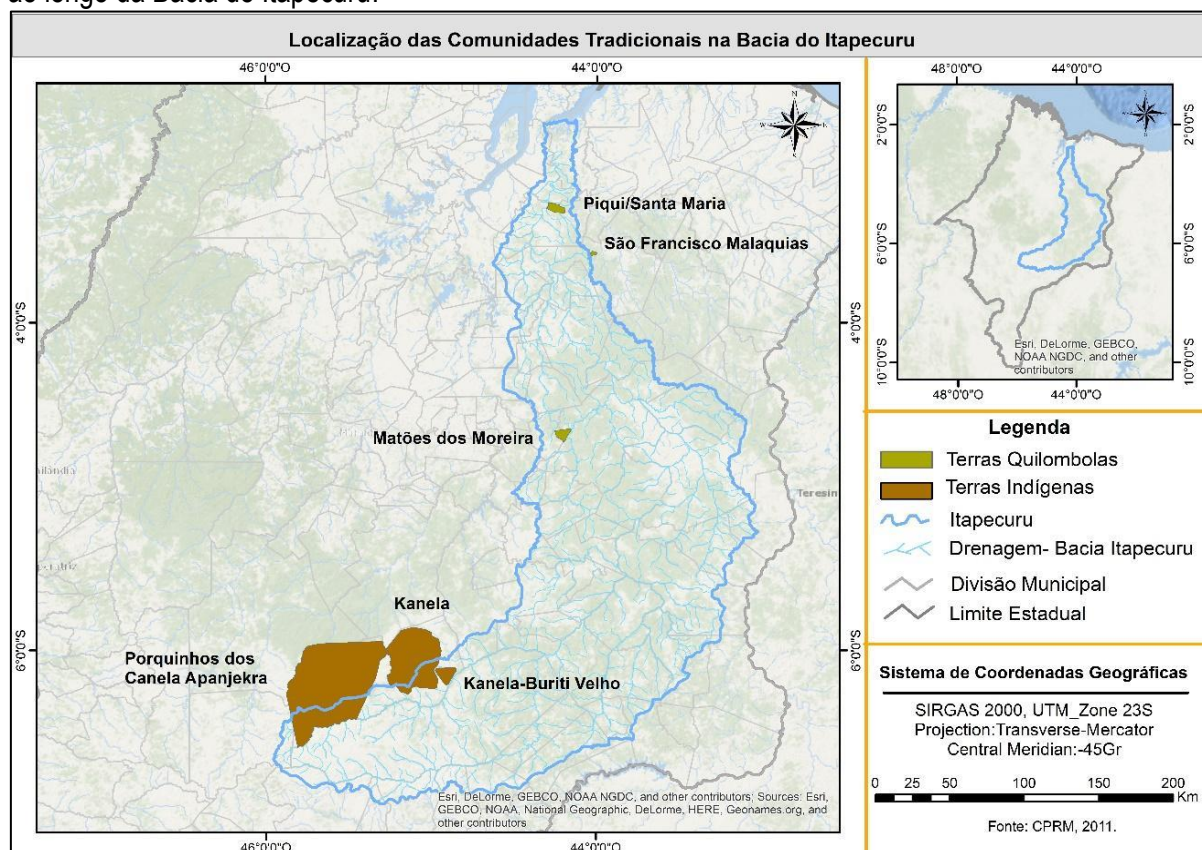 ao longo da Bacia do Itapecuru.
Localização das Comunidades Tradicionais na Bacia do Itapecuru
46°0'0"O
44°0'0"O
Piqui/Santa Maria
São Francisco Malaquias
4°0'0"S
4°0'0"S
Matões dos Moreira
Teresin
Kanela
6°0'0"S
6°0'0"S
Porquinhos dos
Canela Apanjekra
Kanela-Buriti Velho
Esri, DeLorme, GEBCO, NOAA NGDC, and other contributors; Sources: Esri,
GEBCO, NOAA, National Geographic, DeLorme, HERE, Geonames.org, and
other contributors
46°0'0"O
44°0'0"O
48°0'0"O
44°0'0"O
2°0'0"S
2°0'0"S
6°0'0"S
6°0'0"S
10°0'0"S
10°0'0"S
Esri, DeLorme, GEBCO,
NOAA NGDC, and other
contributors
48°0'0"O
44°0'0"O
Legenda
Terras Quilombolas
Terras Indígenas
Itapecuru
Drenagem- Bacia Itapecuru
Divisão Municipal
Limite Estadual
Sistema de Coordenadas Geográficas
SIRGAS 2000, UTM_Zone 23S
Projection:Transverse-Mercator
Central Meridian:-45Gr
0 25 50 100 150 200
Km
Fonte: CPRM, 2011.